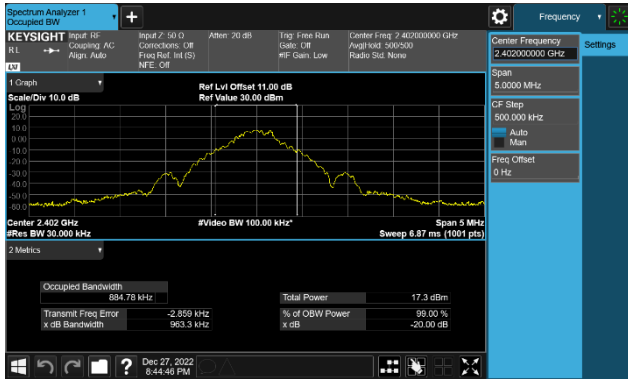 Spectrum Analyzer 1
Occupied BW
Frequency
KEYSIGHT
Input: RF
Coupling: AC
Align: Auto
Input Z: 50 Ω
Corrections: Off
Freq Ref: Int (S)
NFE: Off
Atten: 20 dB
Trig: Free Run
Gate: Off
#IF Gain: Low
Center Freq: 2.402000000 GHz
Avg|Hold: 500/500
Radio Std: None
R L
LXI
Center Frequency
2.402000000 GHz
Settings
Span
5.0000 MHz
CF Step
500.000 kHz
Auto
Man
Freq Offset
0 Hz
1 Graph
Scale/Div 10.0 dB
Ref Lvl Offset 11.00 dB
Ref Value 30.00 dBm
Log
20.0
10.0
0.00
-10.0
-20.0
-30.0
-40.0
-50.0
-60.0
Center 2.402 GHz
#Res BW 30.000 kHz
#Video BW 100.00 kHz*
Span 5 MHz
Sweep 6.87 ms (1001 pts)
2 Metrics
Occupied Bandwidth
884.78 kHz
Transmit Freq Error -2.859 kHz
x dB Bandwidth 963.3 kHz
Total Power 17.3 dBm
% of OBW Power 99.00 %
x dB -20.00 dB
Dec 27, 2022
8:44:46 PM